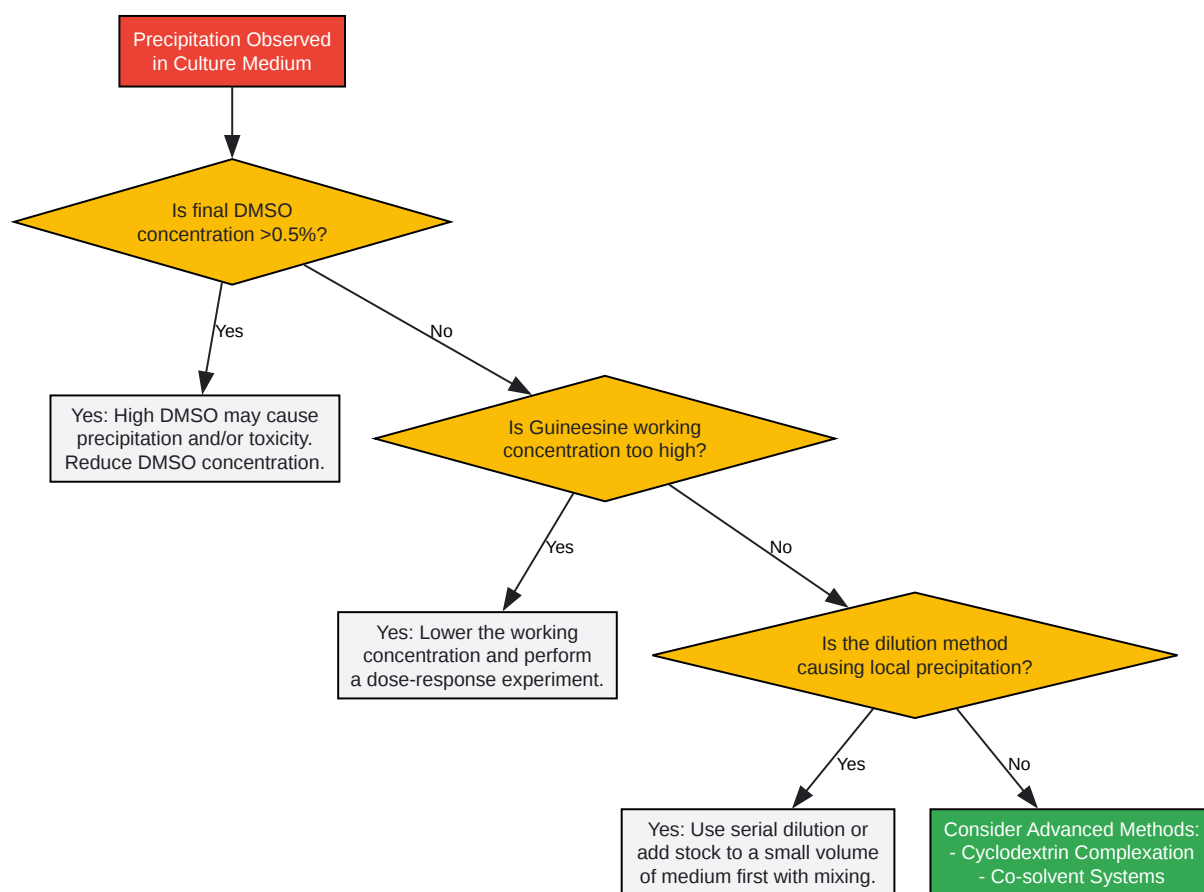 Precipitation Observed
in Culture Medium
Is final DMSO
concentration >0.5%?
Yes
No
Yes: High DMSO may cause
precipitation and/or toxicity.
Reduce DMSO concentration.
Is Guineesine working
concentration too high?
Yes
No
Yes: Lower the working
concentration and perform
a dose-response experiment.
Is the dilution method
causing local precipitation?
Yes
No
Yes: Use serial dilution or
add stock to a small volume
of medium first with mixing.
Consider Advanced Methods:
- Cyclodextrin Complexation
- Co-solvent Systems